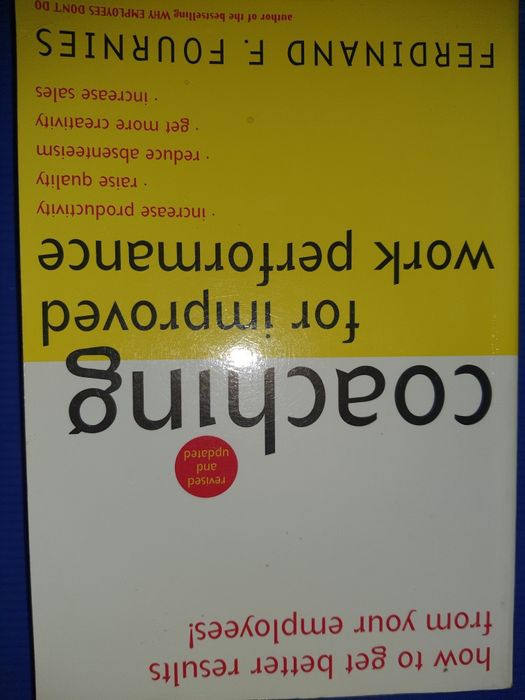 how to get better results
from your employees!
revised
and
updated
coaching
for improved
work performance
· increase productivity
· raise quality
· reduce absenteeism
· get more creativity
· increase sales
FERDINAND F. FOURNIES
author of the bestselling WHY EMPLOYEES DON'T DO